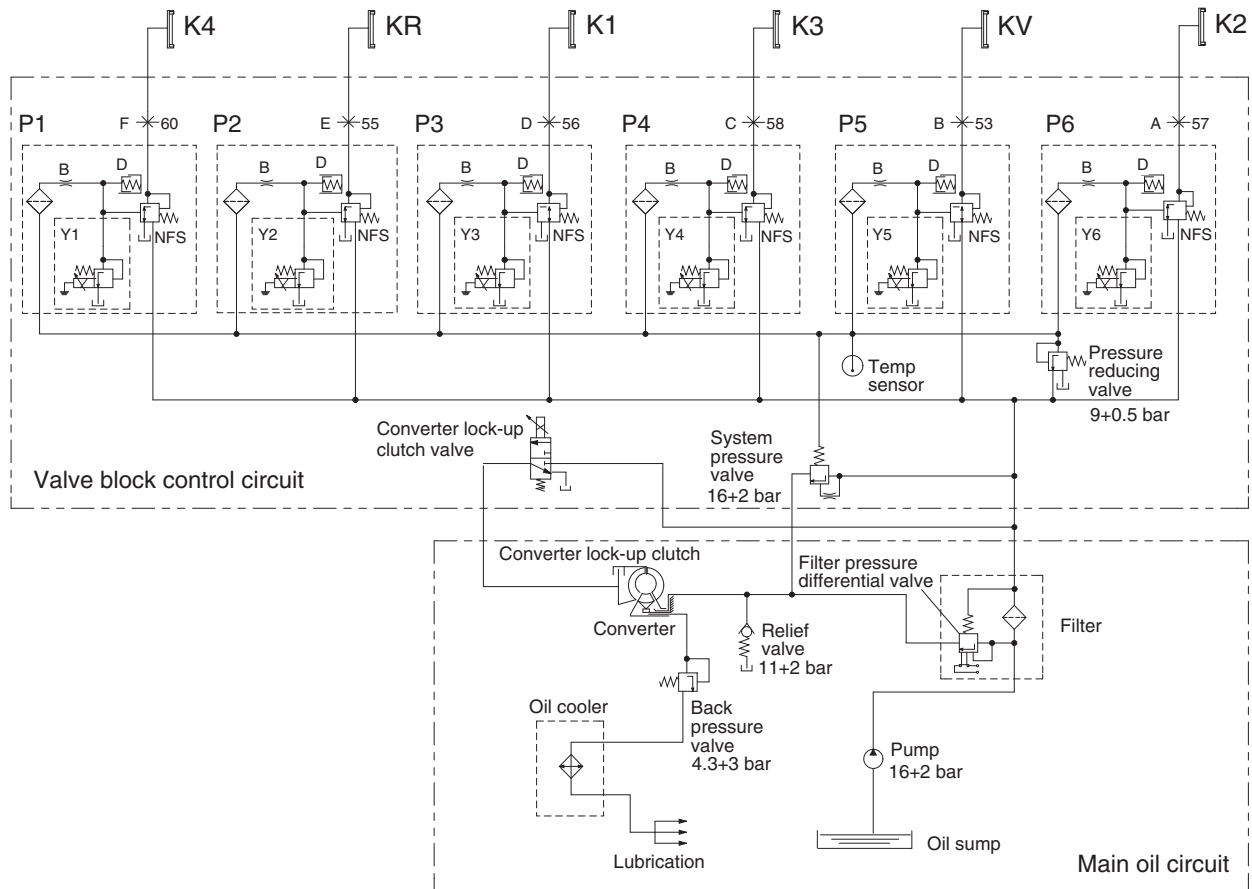 K4
KR
K1
K3
KV
K2
P1
F
60
P2
E
55
P3
D
56
P4
C
58
P5
B
53
P6
A
57
B
D
B
D
B
D
B
D
B
D
B
D
Y1
NFS
Y2
NFS
Y3
NFS
Y4
NFS
Y5
NFS
Y6
NFS
Temp
sensor
Pressure
reducing
valve
9+0.5 bar
Converter lock-up
clutch valve
System
pressure
valve
16+2 bar
Valve block control circuit
Converter lock-up clutch
Filter pressure
differential valve
Converter
Relief
valve
11+2 bar
Filter
Oil cooler
Back
pressure
valve
4.3+3 bar
Pump
16+2 bar
Lubrication
Oil sump
Main oil circuit